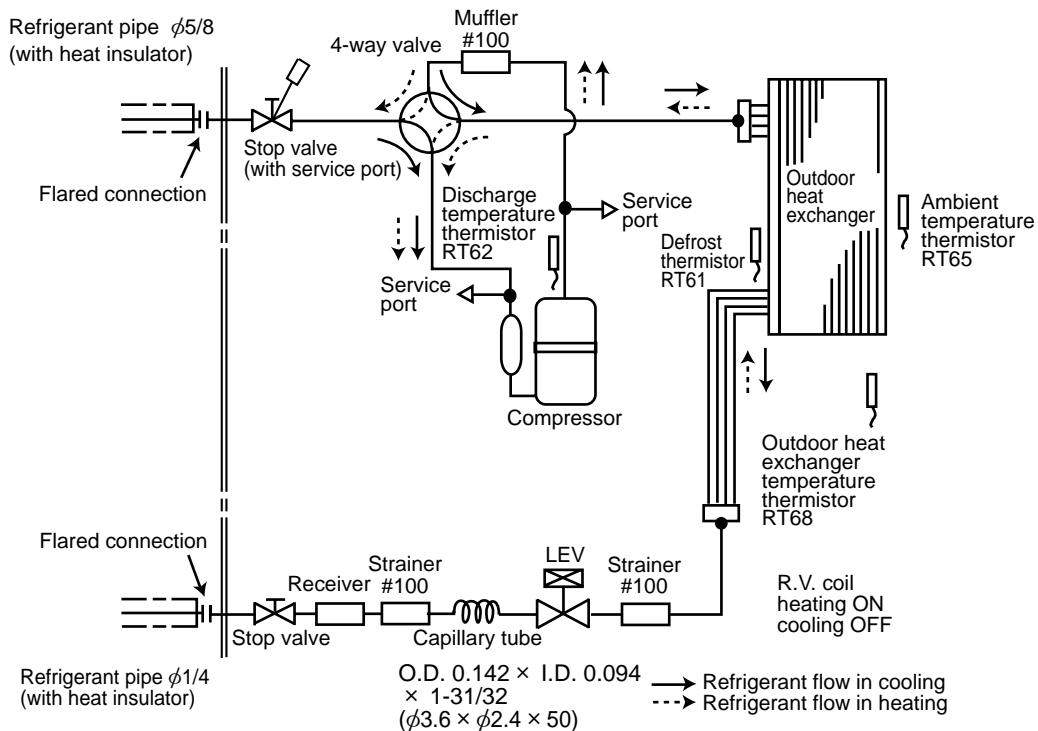 Refrigerant pipe ϕ5/8
(with heat insulator)
Muffler
#100
4-way valve
Stop valve
(with service port)
Flared connection
Discharge
temperature
thermistor
RT62
Service
port
Service
port
Compressor
Outdoor
heat
exchanger
Defrost
thermistor
RT61
Ambient
temperature
thermistor
RT65
Outdoor heat
exchanger
temperature
thermistor
RT68
Flared connection
Stop valve
Receiver
Strainer
#100
Capillary tube
LEV
Strainer
#100
R.V. coil
heating ON
cooling OFF
Refrigerant pipe ϕ1/4
(with heat insulator)
O.D. 0.142 × I.D. 0.094
× 1-31/32
(ϕ3.6 × ϕ2.4 × 50)
Refrigerant flow in cooling
Refrigerant flow in heating